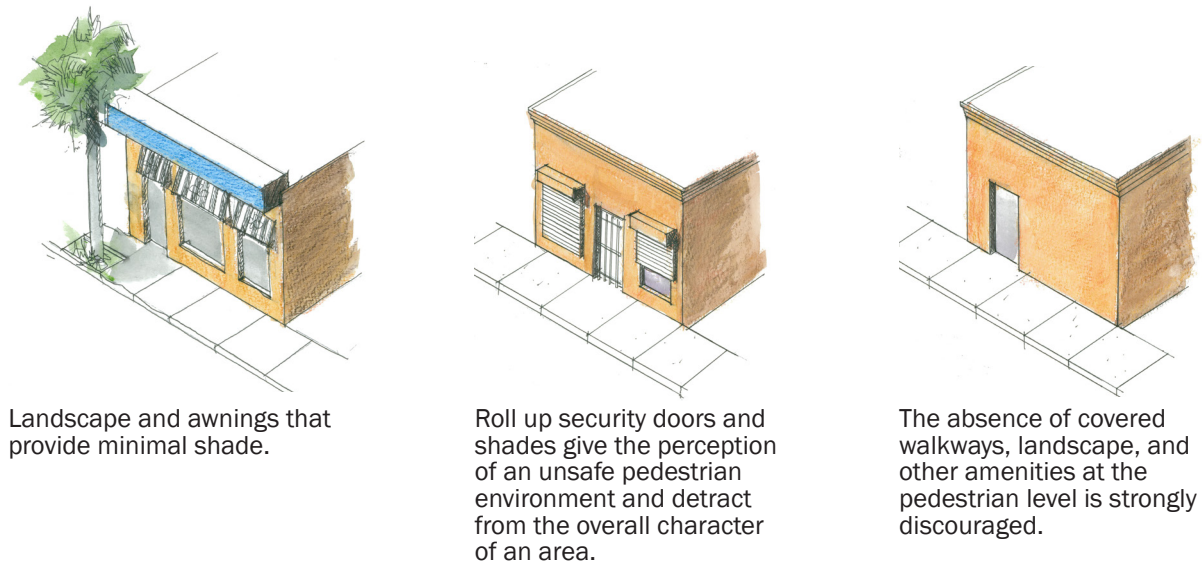 Landscape and awnings that
provide minimal shade.
Roll up security doors and
shades give the perception
of an unsafe pedestrian
environment and detract
from the overall character
of an area.
The absence of covered
walkways, landscape, and
other amenities at the
pedestrian level is strongly
discouraged.